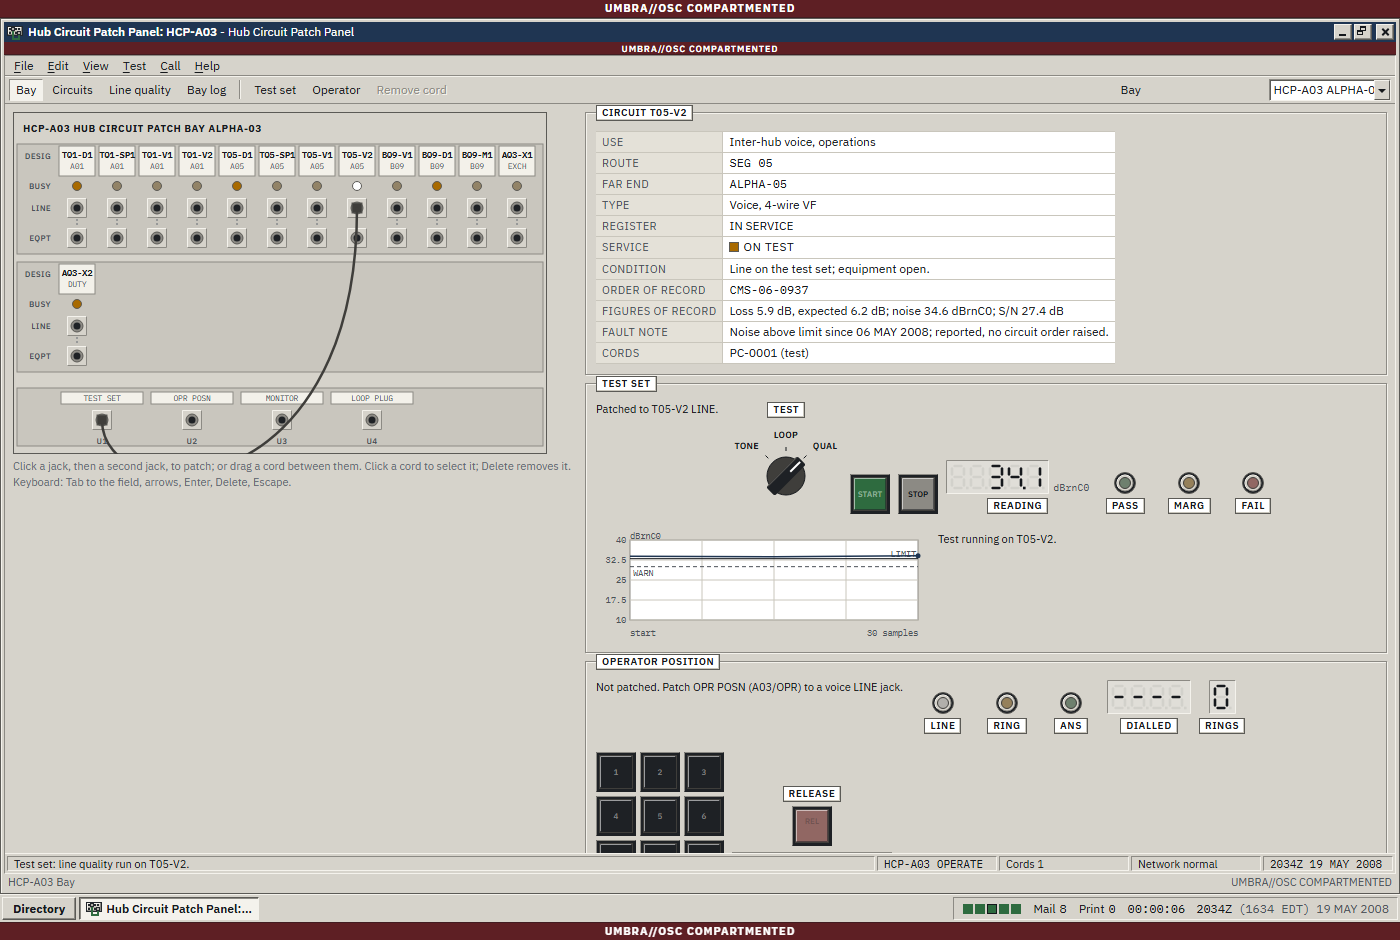 UMBRA//OSC COMPARTMENTED
Hub Circuit Patch Panel: HCP-A03 - Hub Circuit Patch Panel
UMBRA//OSC COMPARTMENTED
File Edit View Test Call Help
Bay Circuits Line quality Bay log Test set Operator Remove cord Bay HCP-A03 ALPHA-0
HCP-A03 HUB CIRCUIT PATCH BAY ALPHA-03
DESIG T01-D1 T01-SP1 T01-V1 T01-V2 T05-D1 T05-SP1 T05-V1 T05-V2 B09-V1 B09-D1 B09-M1 A03-X1
A01 A01 A01 A01 A05 A05 A05 A05 B09 B09 B09 EXCH
BUSY
LINE
EQPT
DESIG A03-X2
DUTY
BUSY
LINE
EQPT
TEST SET OPR POSN MONITOR LOOP PLUG
U1 U2 U3 U4
Click a jack, then a second jack, to patch; or drag a cord between them. Click a cord to select it; Delete removes it.
Keyboard: Tab to the field, arrows, Enter, Delete, Escape.
CIRCUIT T05-V2
USE Inter-hub voice, operations
ROUTE SEG 05
FAR END ALPHA-05
TYPE Voice, 4-wire VF
REGISTER IN SERVICE
SERVICE ON TEST
CONDITION Line on the test set; equipment open.
ORDER OF RECORD CMS-06-0937
FIGURES OF RECORD Loss 5.9 dB, expected 6.2 dB; noise 34.6 dBrnC0; S/N 27.4 dB
FAULT NOTE Noise above limit since 06 MAY 2008; reported, no circuit order raised.
CORDS PC-0001 (test)
TEST SET
Patched to T05-V2 LINE. TEST
TONE LOOP QUAL
START STOP 34.1 dBrnC0
READING PASS MARG FAIL
dBrnC0
40
32.5
25
17.5
10
LIMIT
WARN
start 30 samples
Test running on T05-V2.
OPERATOR POSITION
Not patched. Patch OPR POSN (A03/OPR) to a voice LINE jack.
---- 0
LINE RING ANS DIALLED RINGS
1 2 3
4 5 6
RELEASE
REL
Test set: line quality run on T05-V2. HCP-A03 OPERATE Cords 1 Network normal 2034Z 19 MAY 2008
HCP-A03 Bay UMBRA//OSC COMPARTMENTED
Directory Hub Circuit Patch Panel:... Mail 8 Print 0 00:00:06 2034Z (1634 EDT) 19 MAY 2008
UMBRA//OSC COMPARTMENTED